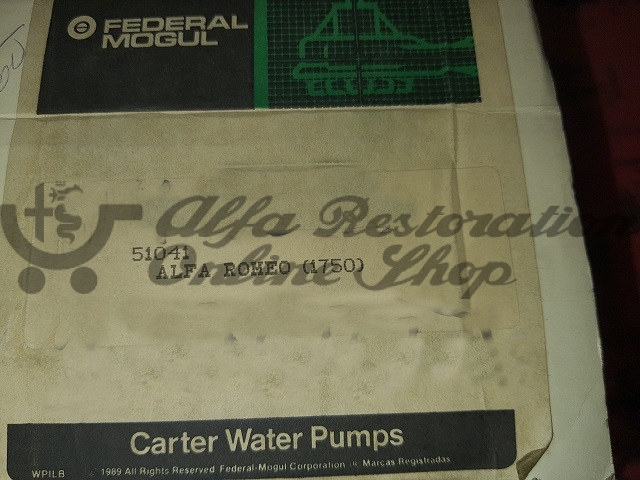 FEDERAL
MOGUL
Alfa Restoration
Online Shop
51041
ALFA ROMEO (1750)
Carter Water Pumps
WPILB 1989 All Rights Reserved Federal-Mogul Corporation Marcas Registradas